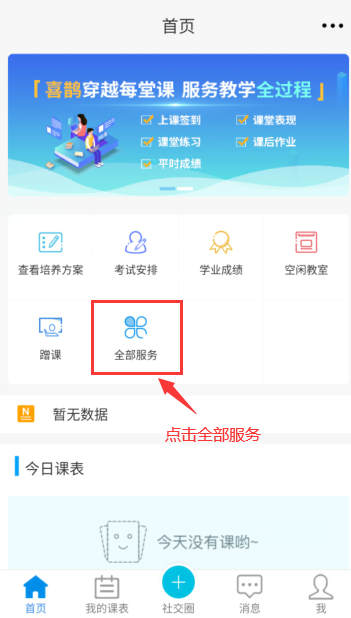 首页
「喜鹊穿越每堂课 服务教学全过程」
上课签到 课堂表现
课堂练习 课后作业
平时成绩
查看培养方案 考试安排 学业成绩 空闲教室
蹭课 全部服务
N 暂无数据
点击全部服务
今日课表
今天没有课哟~
首页 我的课表 社交圈 消息 我